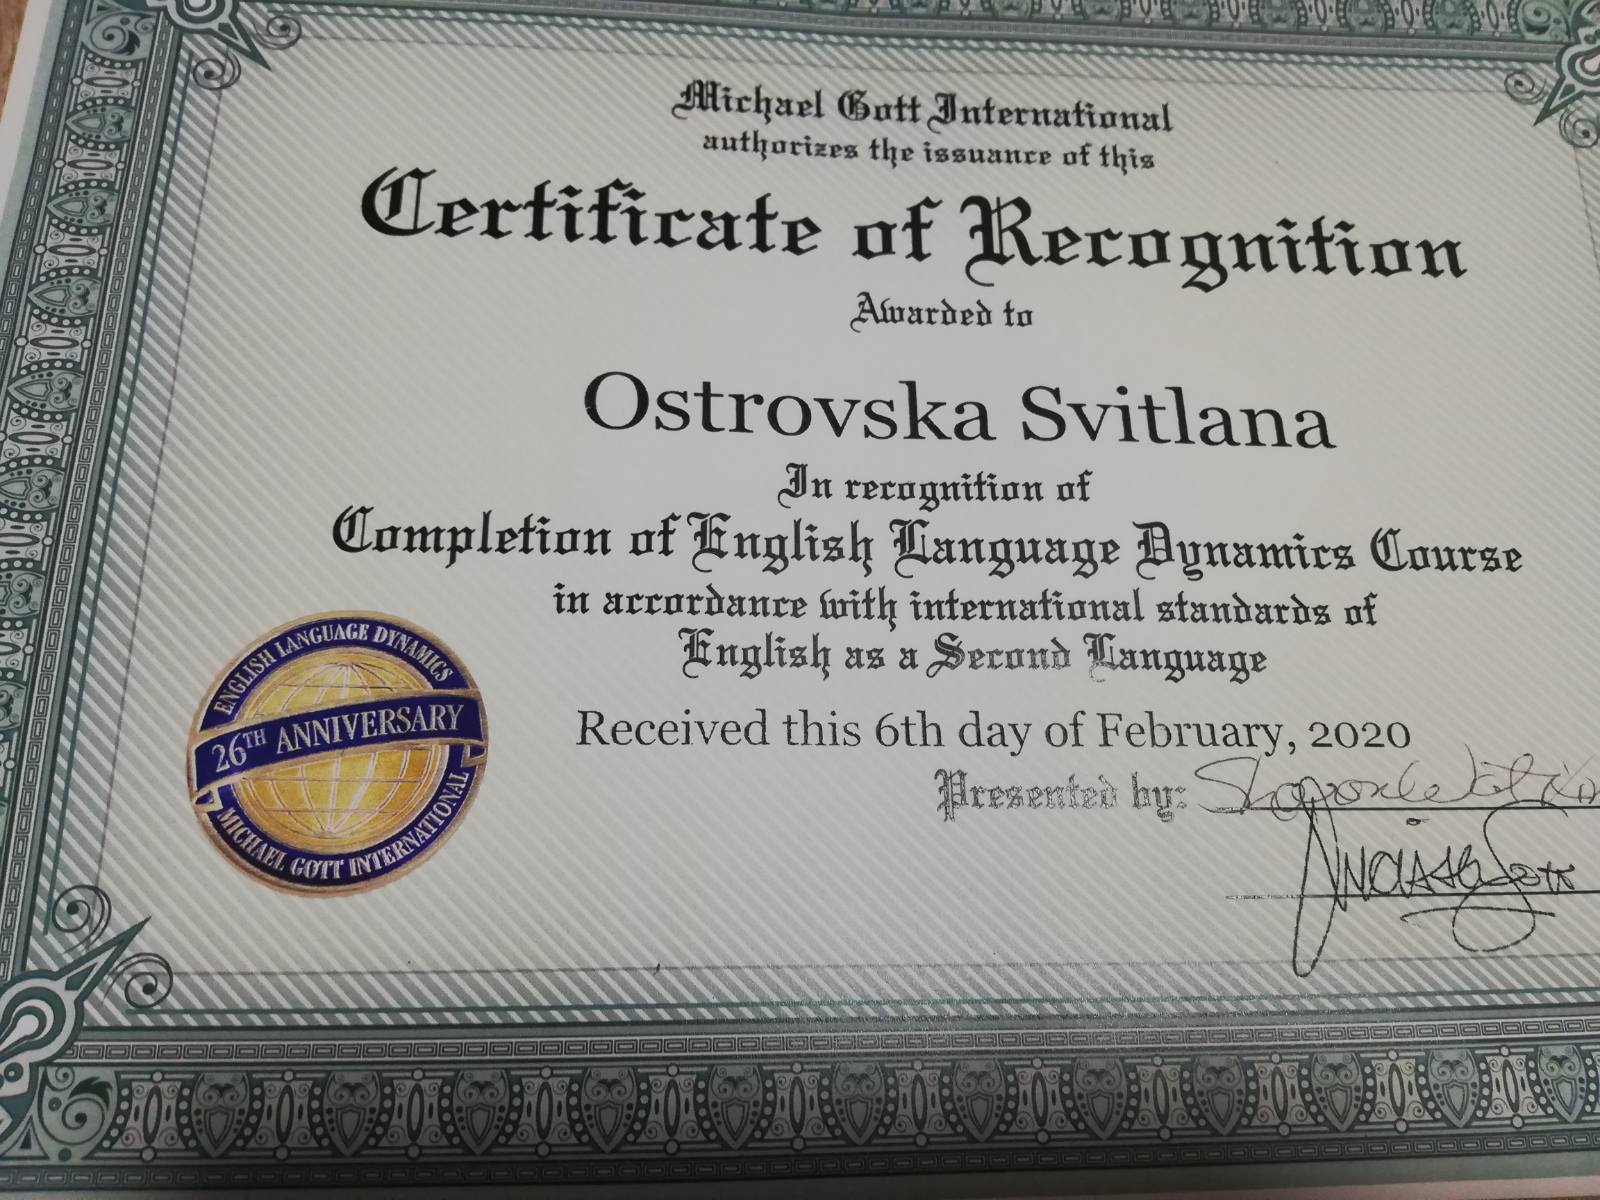 Michael Gott International
authorizes the issuance of this
Certificate of Recognition
Awarded to
Ostrovska Svitlana
In recognition of
Completion of English Language Dynamics Course
in accordance with international standards of
English as a Second Language
Received this 6th day of February, 2020
Presented by:
ENGLISH LANGUAGE DYNAMICS
26TH ANNIVERSARY
MICHAEL GOTT INTERNATIONAL